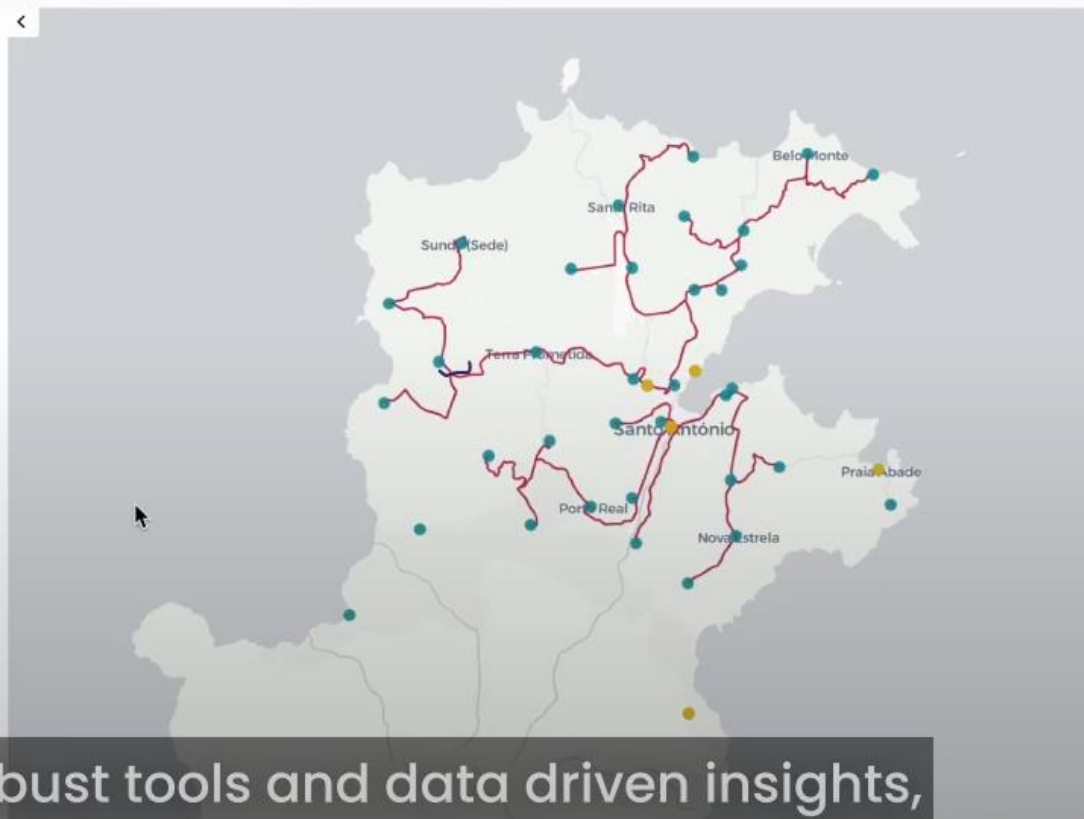 Belo Monte
Santa Rita
Sundy (Sede)
Terra Prometida
Santo António
Praia Abade
Porto Real
Nova Estrela
bust tools and data driven insights,